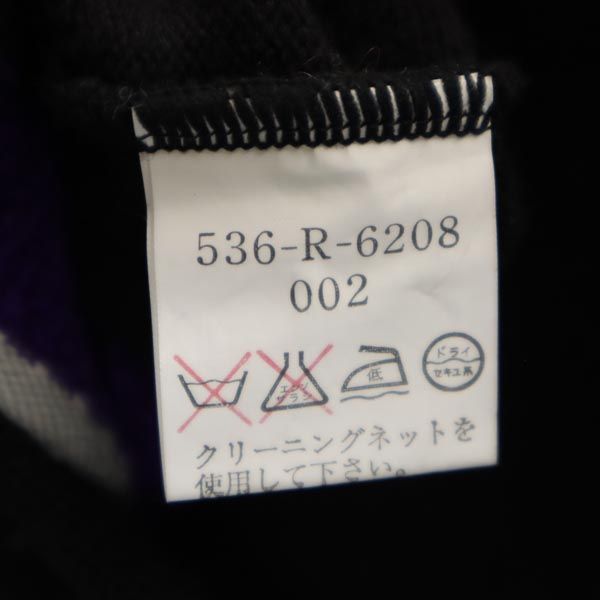 536-R-6208
002
エンソ
サラシ
低
ドライ
セキユ系
クリーニングネットを
使用して下さい。